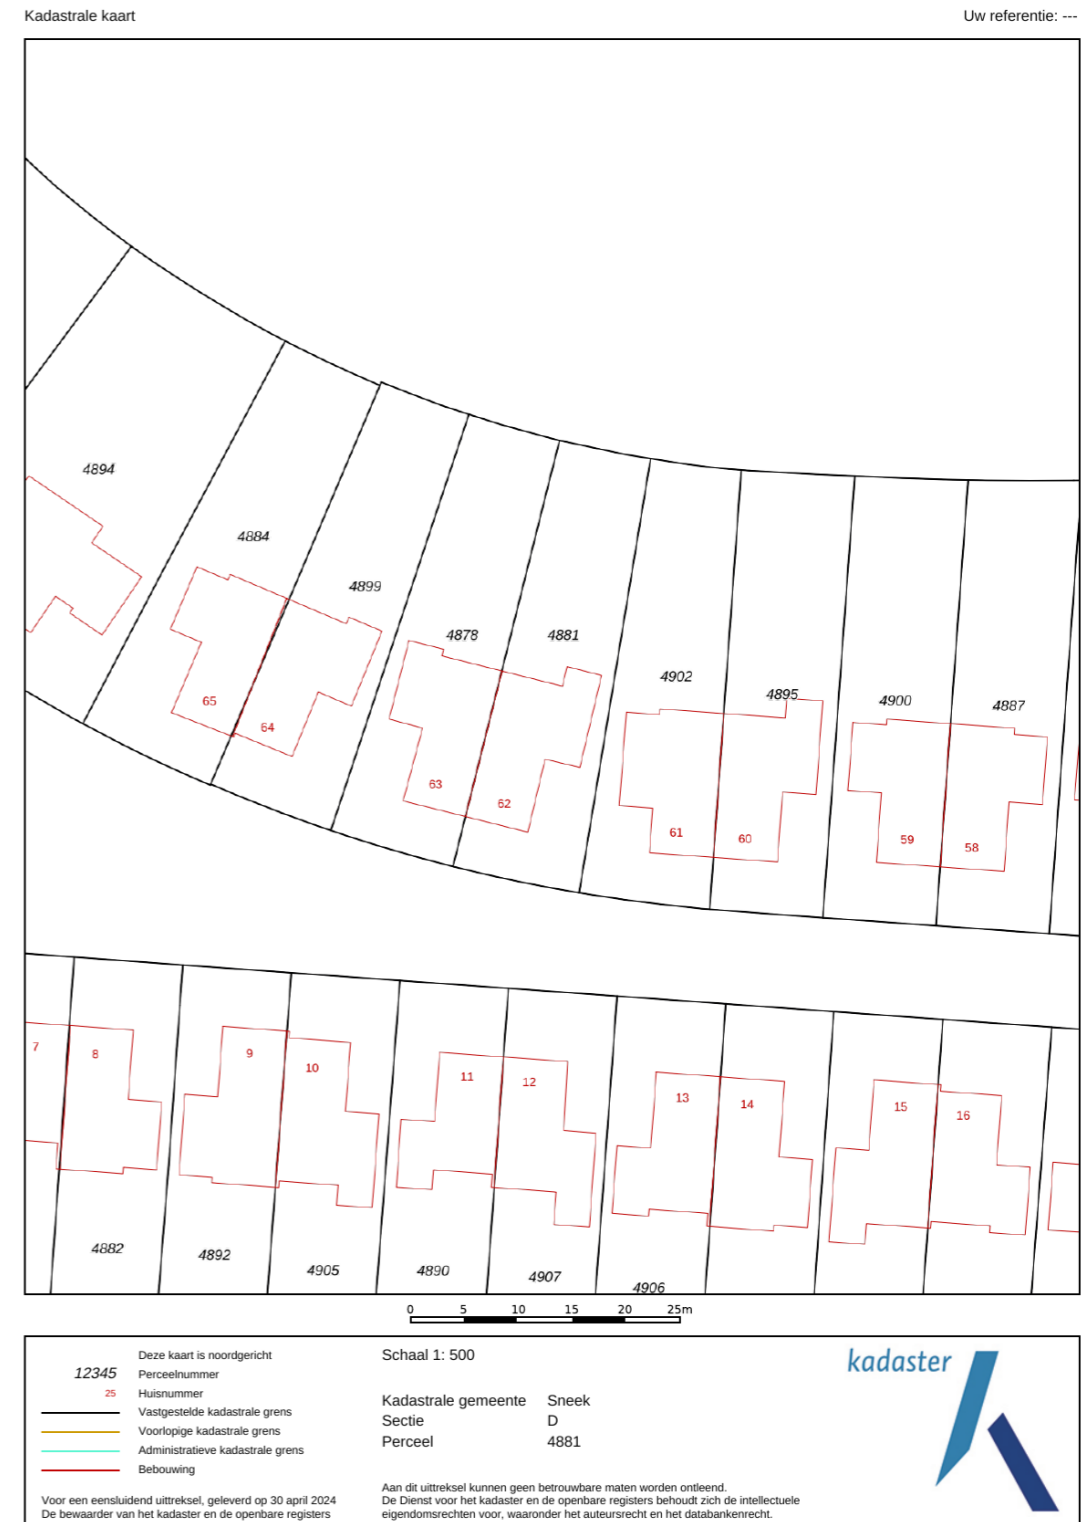 Kadastrale kaart
Uw referentie: ---
4894
4884
4899
4878
4881
4902
4895
4900
4887
65
64
63
62
61
60
59
58
7
8
9
10
11
12
13
14
15
16
4882
4892
4905
4890
4907
4906
0 5 10 15 20 25m
Deze kaart is noordgericht
12345 Perceelnummer
25 Huisnummer
Vastgestelde kadastrale grens
Voorlopige kadastrale grens
Administratieve kadastrale grens
Bebouwing
Voor een eensluidend uittreksel, geleverd op 30 april 2024
De bewaarder van het kadaster en de openbare registers
Schaal 1: 500
Kadastrale gemeente Sneek
Sectie D
Perceel 4881
Aan dit uittreksel kunnen geen betrouwbare maten worden ontleend.
De Dienst voor het kadaster en de openbare registers behoudt zich de intellectuele
eigendomsrechten voor, waaronder het auteursrecht en het databankenrecht.
kadaster